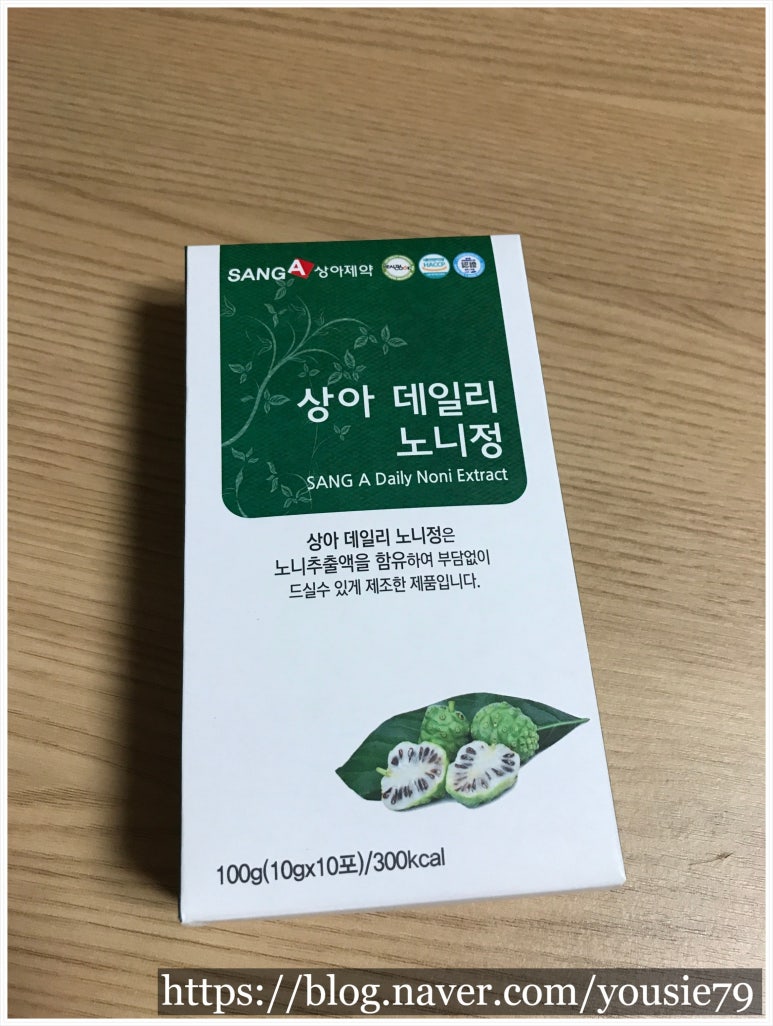 SANG A 상아제약
HACCP
상아 데일리
노니정
SANG A Daily Noni Extract
상아 데일리 노니정은
노니추출액을 함유하여 부담없이
드실수 있게 제조한 제품입니다.
100g(10gx10포)/300kcal
https://blog.naver.com/yousie79